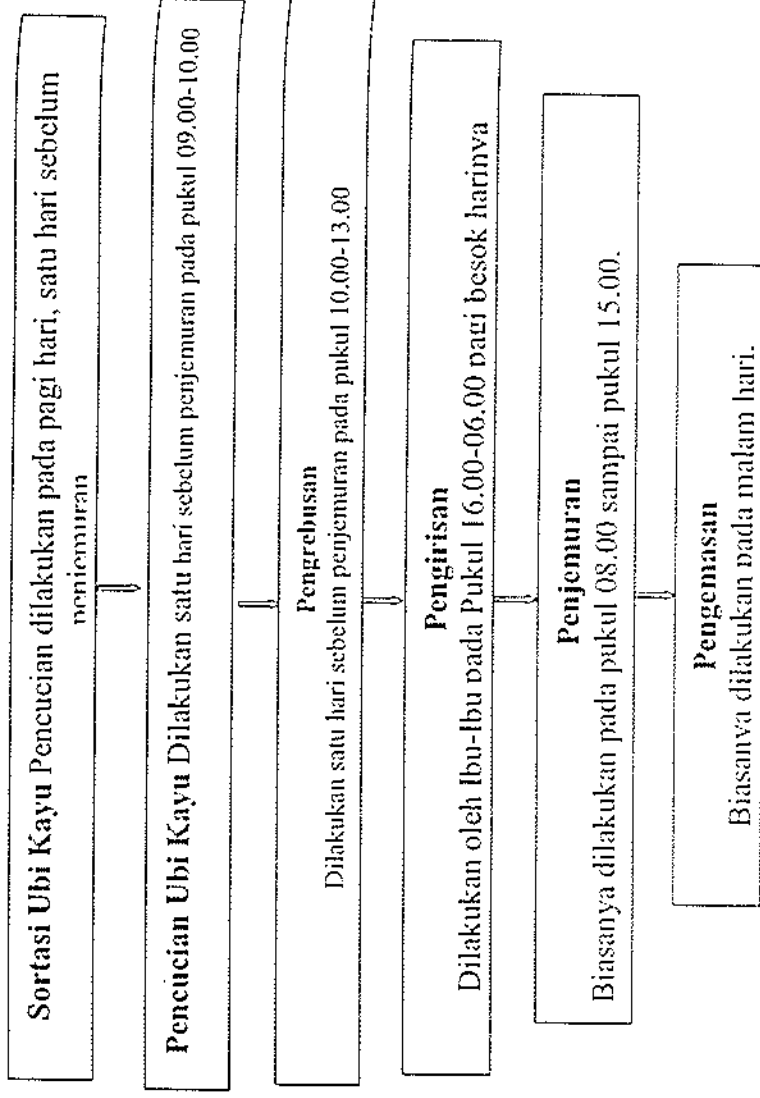 Sortasi Ubi Kayu Pencucian dilakukan pada pagi hari, satu hari sebelum
penjemuran
Pencucian Ubi Kayu Dilakukan satu hari sebelum penjemuran pada pukul 09.00-10.00
Pengrebusan
Dilakukan satu hari sebelum penjemuran pada pukul 10.00-13.00
Pengirisan
Dilakukan oleh Ibu-Ibu pada Pukul 16.00-06.00 pagi besok harinya
Penjemuran
Biasanya dilakukan pada pukul 08.00 sampai pukul 15.00.
Pengemasan
Biasanya dilakukan pada malam hari.